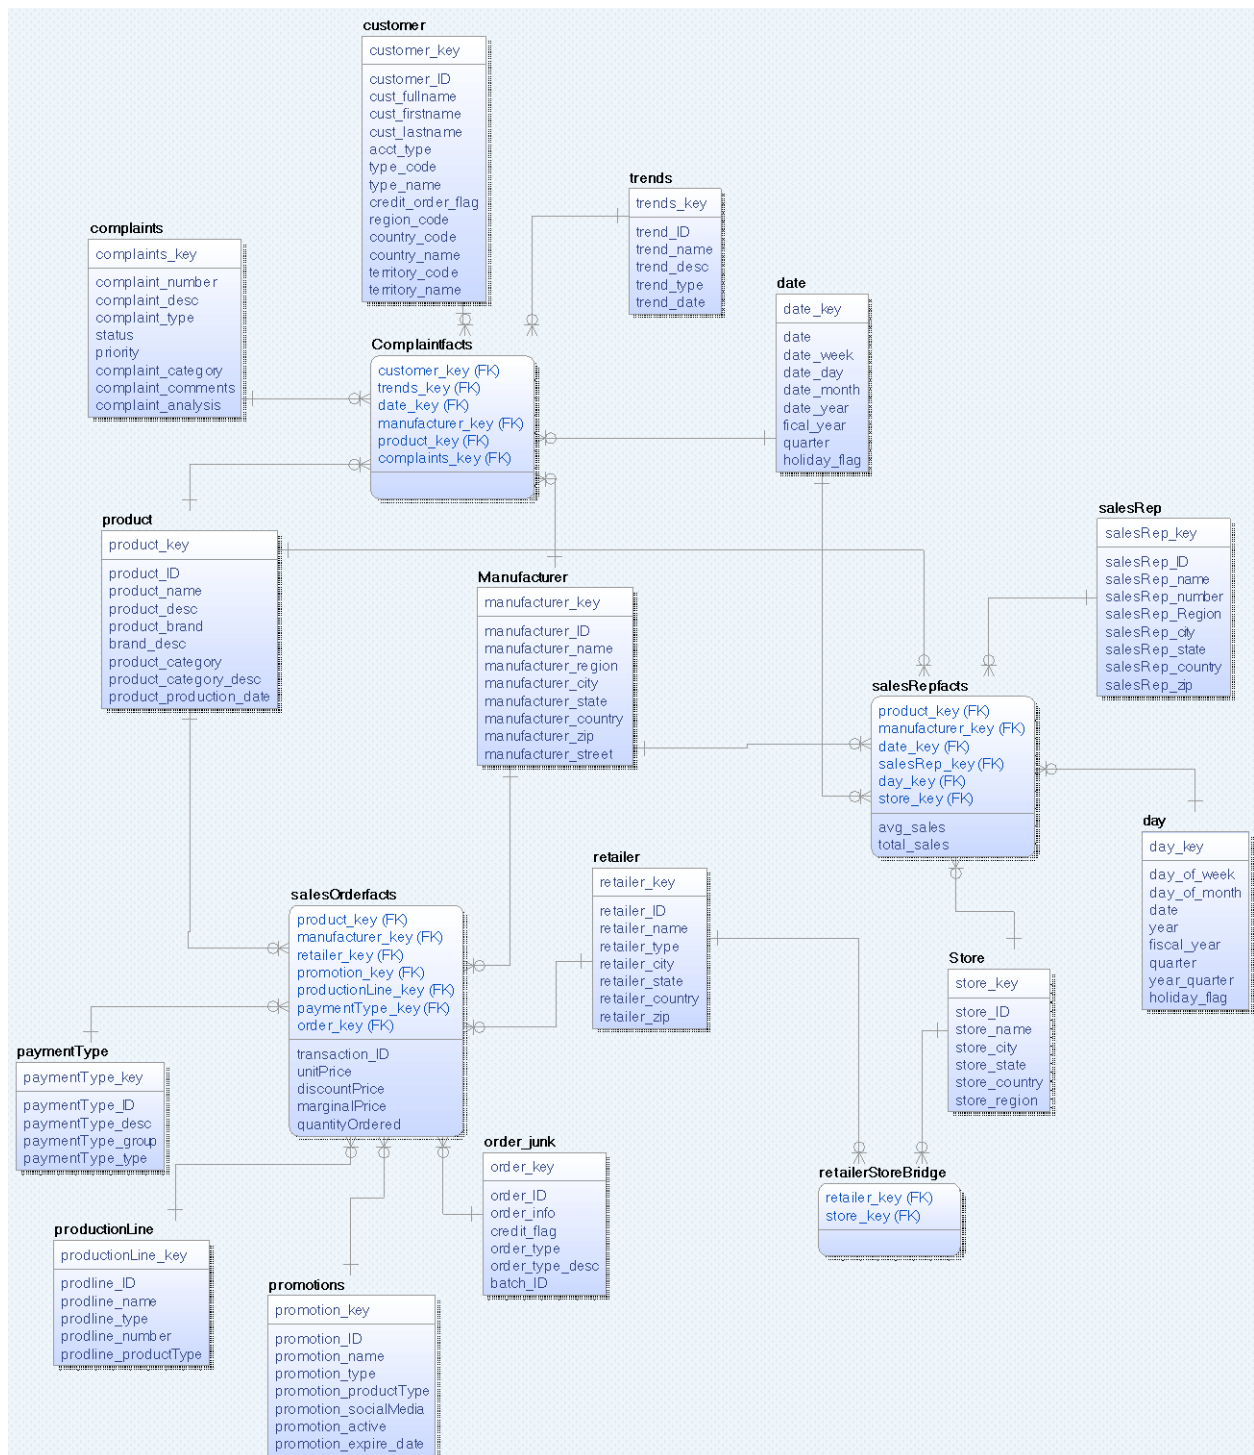 customer
customer_key
customer_ID
cust_fullname
cust_firstname
cust_lastname
acct_type
type_code
type_name
credit_order_flag
region_code
country_code
country_name
territory_code
territory_name
trends
trends_key
trend_ID
trend_name
trend_desc
trend_type
trend_date
complaints
complaints_key
complaint_number
complaint_desc
complaint_type
status
priority
complaint_category
complaint_comments
complaint_analysis
date
date_key
date
date_week
date_day
date_month
date_year
fical_year
quarter
holiday_flag
Complaintfacts
customer_key (FK)
trends_key (FK)
date_key (FK)
manufacturer_key (FK)
product_key (FK)
complaints_key (FK)
product
product_key
product_ID
product_name
product_desc
product_brand
brand_desc
product_category
product_category_desc
product_production_date
Manufacturer
manufacturer_key
manufacturer_ID
manufacturer_name
manufacturer_region
manufacturer_city
manufacturer_state
manufacturer_country
manufacturer_zip
manufacturer_street
salesRep
salesRep_key
salesRep_ID
salesRep_name
salesRep_number
salesRep_Region
salesRep_city
salesRep_state
salesRep_country
salesRep_zip
salesRepfacts
product_key (FK)
manufacturer_key (FK)
date_key (FK)
salesRep_key (FK)
day_key (FK)
store_key (FK)
avg_sales
total_sales
day
day_key
day_of_week
day_of_month
date
year
fiscal_year
quarter
year_quarter
holiday_flag
retailer
retailer_key
retailer_ID
retailer_name
retailer_type
retailer_city
retailer_state
retailer_country
retailer_zip
salesOrderfacts
product_key (FK)
manufacturer_key (FK)
retailer_key (FK)
promotion_key (FK)
productionLine_key (FK)
paymentType_key (FK)
order_key (FK)
transaction_ID
unitPrice
discountPrice
marginalPrice
quantityOrdered
Store
store_key
store_ID
store_name
store_city
store_state
store_country
store_region
paymentType
paymentType_key
paymentType_ID
paymentType_desc
paymentType_group
paymentType_type
order_junk
order_key
order_ID
order_info
credit_flag
order_type
order_type_desc
batch_ID
retailerStoreBridge
retailer_key (FK)
store_key (FK)
productionLine
productionLine_key
prodline_ID
prodline_name
prodline_type
prodline_number
prodline_productType
promotions
promotion_key
promotion_ID
promotion_name
promotion_type
promotion_productType
promotion_socialMedia
promotion_active
promotion_expire_date